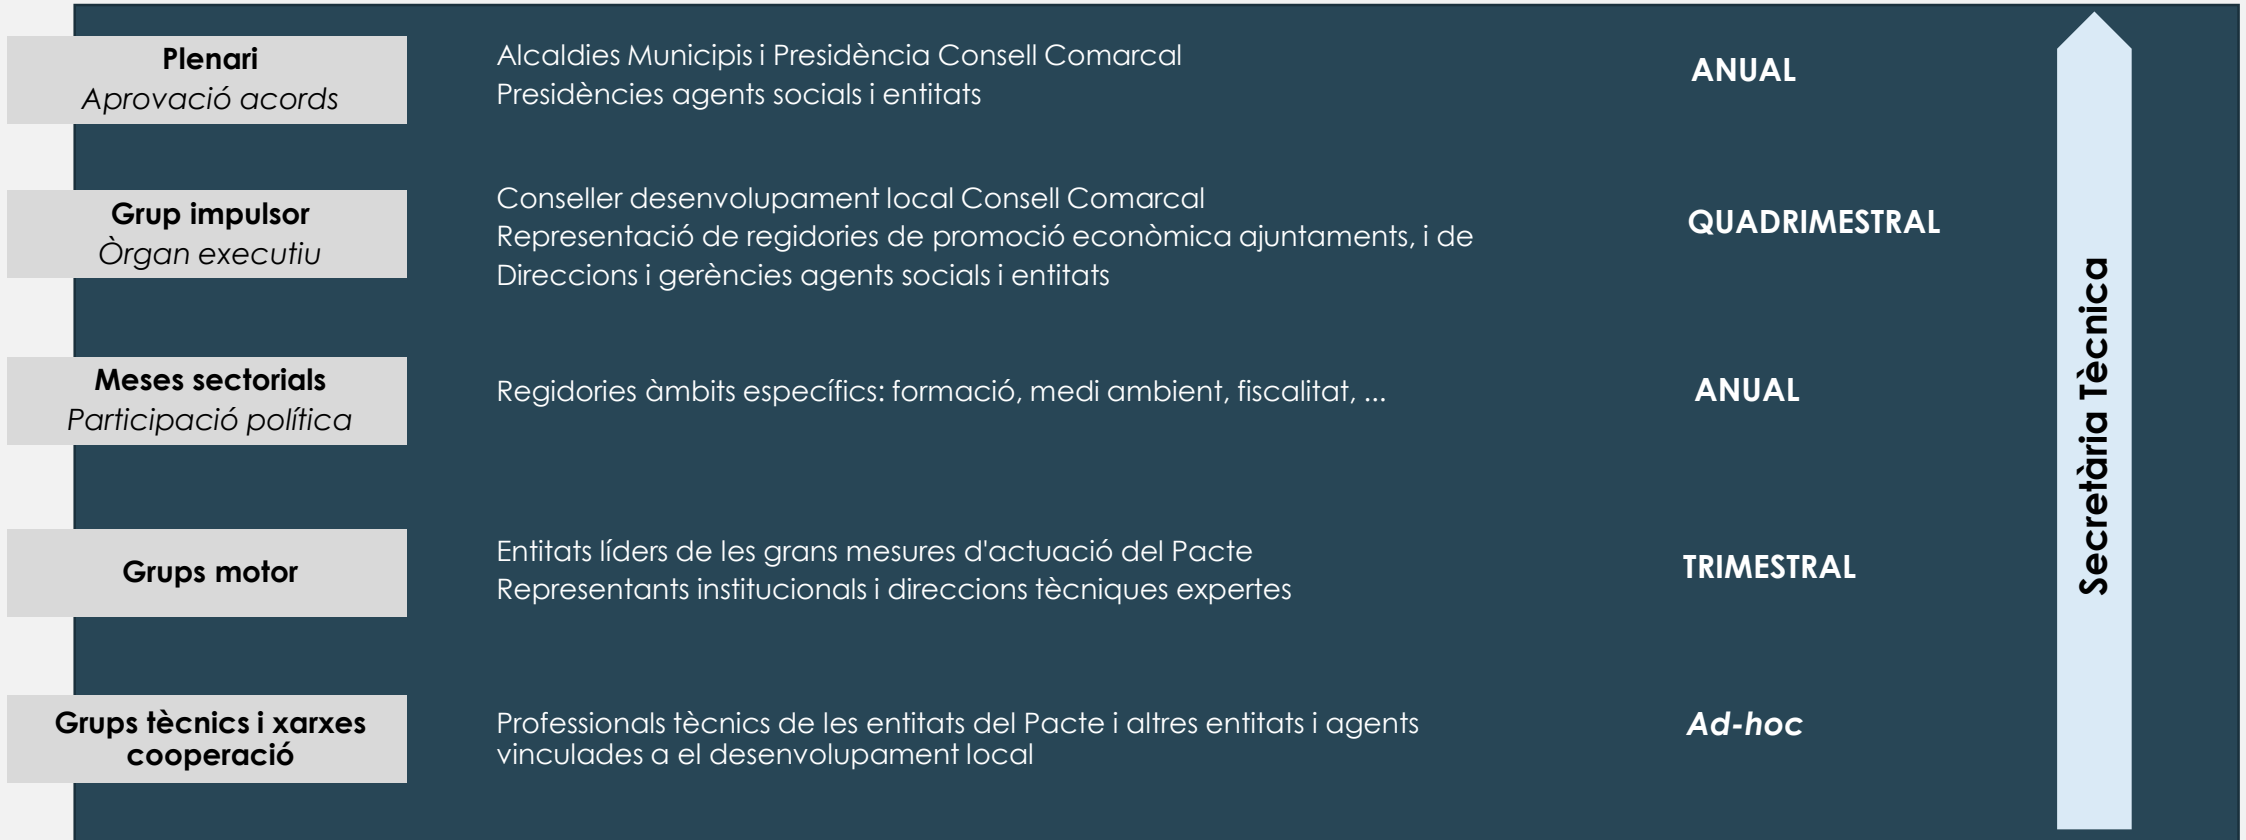 Plenari
Aprovació acords
Alcaldies Municipis i Presidència Consell Comarcal
Presidències agents socials i entitats
ANUAL
Grup impulsor
Òrgan executiu
Conseller desenvolupament local Consell Comarcal
Representació de regidories de promoció econòmica ajuntaments, i de
Direccions i gerències agents socials i entitats
QUADRIMESTRAL
Meses sectorials
Participació política
Regidories àmbits específics: formació, medi ambient, fiscalitat, ...
ANUAL
Grups motor
Entitats líders de les grans mesures d'actuació del Pacte
Representants institucionals i direccions tècniques expertes
TRIMESTRAL
Grups tècnics i xarxes
cooperació
Professionals tècnics de les entitats del Pacte i altres entitats i agents
vinculades a el desenvolupament local
Ad-hoc
Secretària Tècnica